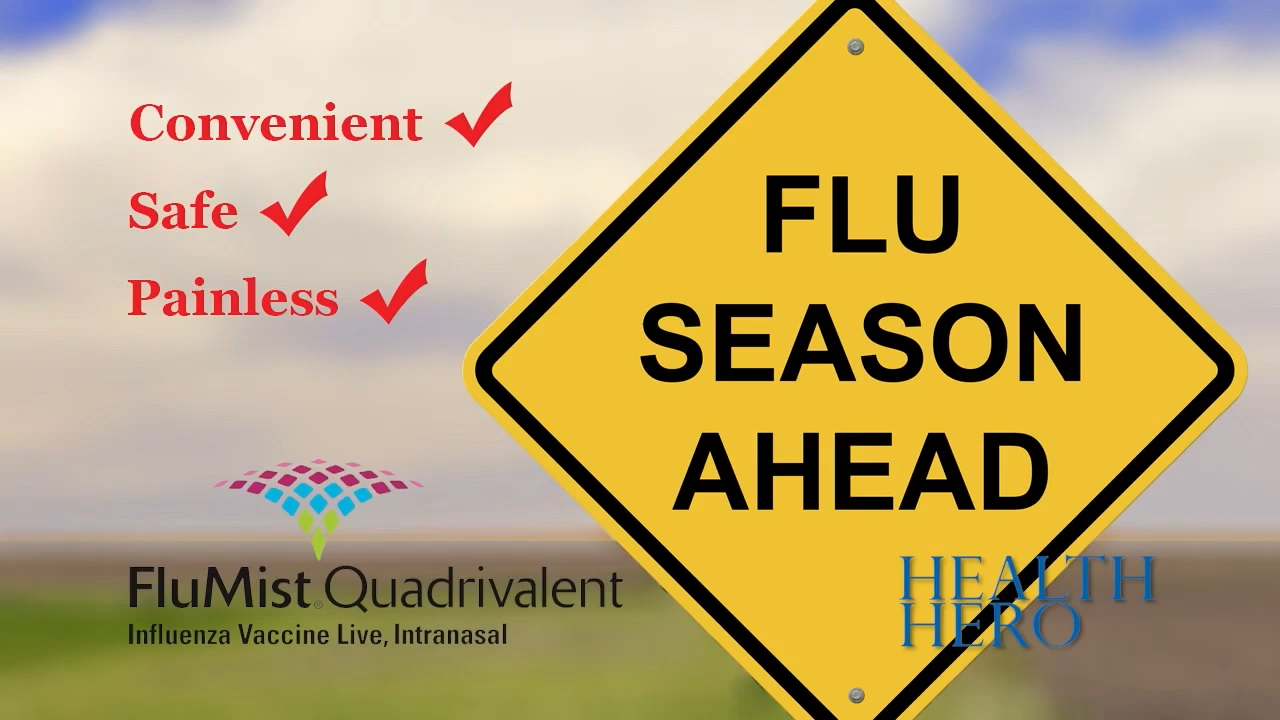 Convenient
Safe
Painless
FLU
SEASON
AHEAD
FluMist® Quadrivalent
Influenza Vaccine Live, Intranasal
HEALTH
HERO